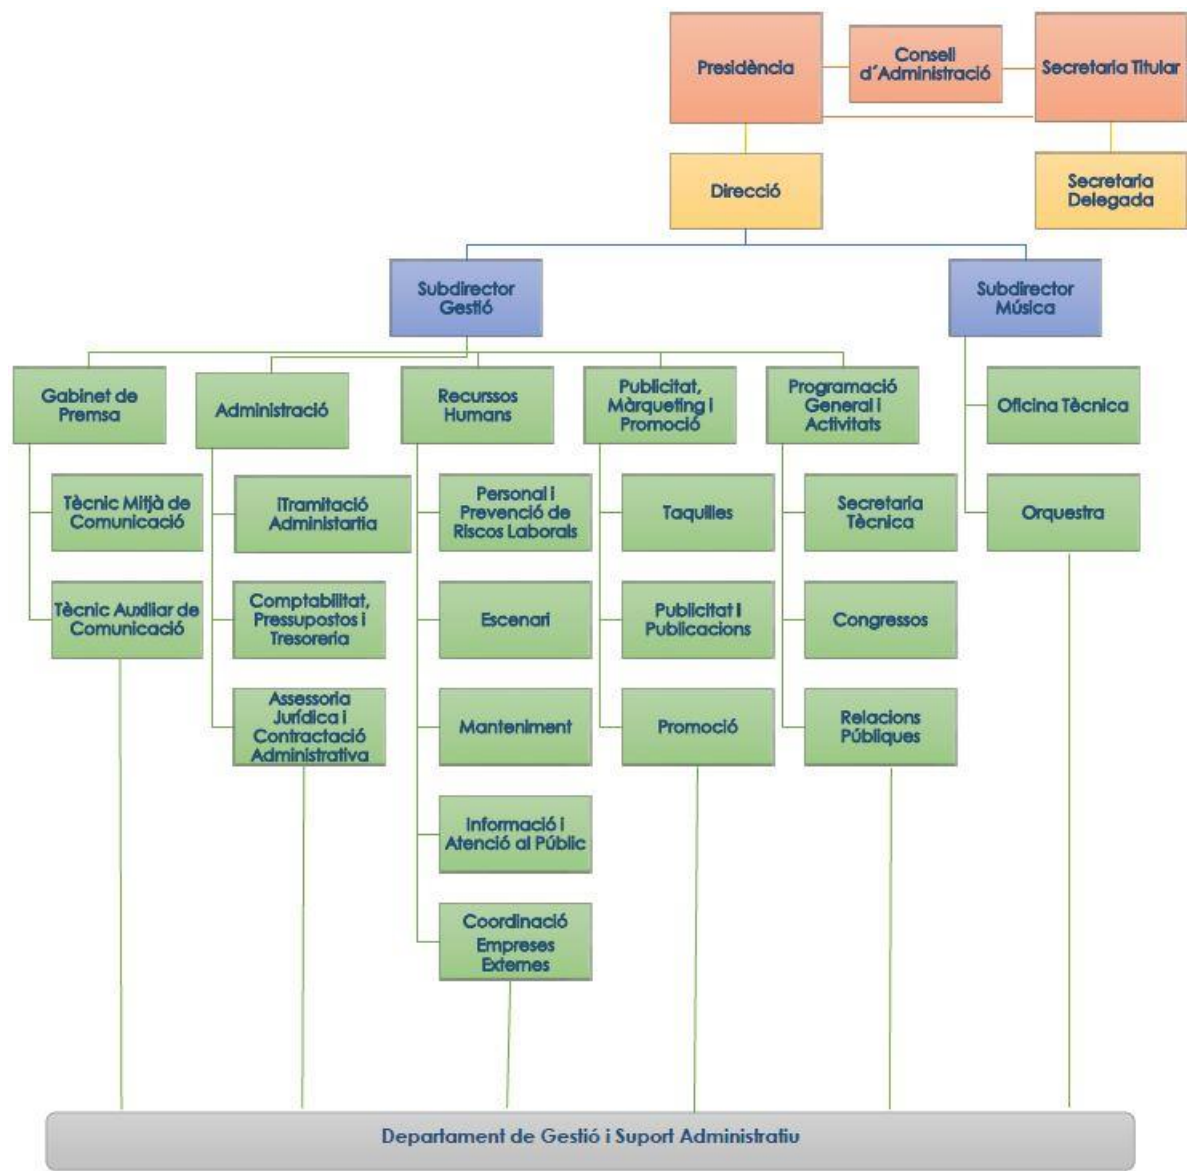 Presidència
Consell
d´Administració
Secretaria Titular
Direcció
Secretaria
Delegada
Subdirector
Gestió
Subdirector
Música
Gabinet de
Premsa
Administració
Recurssos
Humans
Publicitat,
Màrqueting i
Promoció
Programació
General i
Activitats
Oficina Tècnica
Tècnic Mitjà de
Comunicació
iTramitació
Administartia
Personal i
Prevenció de
Riscos Laborals
Taquilles
Secretaria
Tècnica
Orquestra
Tècnic Auxiliar de
Comunicació
Comptabilitat,
Pressupostos i
Tresoreria
Escenari
Publicitat i
Publicacions
Congressos
Assessoria
Jurídica i
Contractació
Administrativa
Manteniment
Promoció
Relacions
Públiques
Informació i
Atenció al Públic
Coordinació
Empreses
Externes
Departament de Gestió i Suport Administratiu